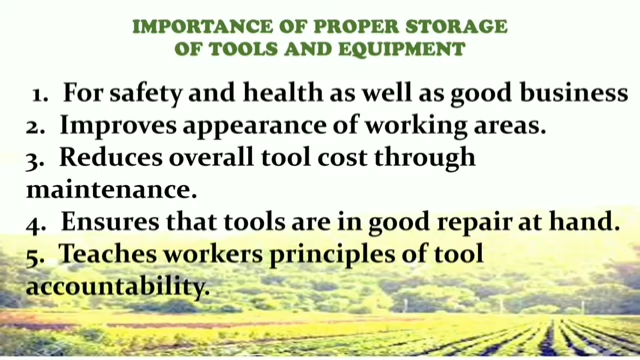 IMPORTANCE OF PROPER STORAGE
OF TOOLS AND EQUIPMENT
1. For safety and health as well as good business
2. Improves appearance of working areas.
3. Reduces overall tool cost through
maintenance.
4. Ensures that tools are in good repair at hand.
5. Teaches workers principles of tool
accountability.